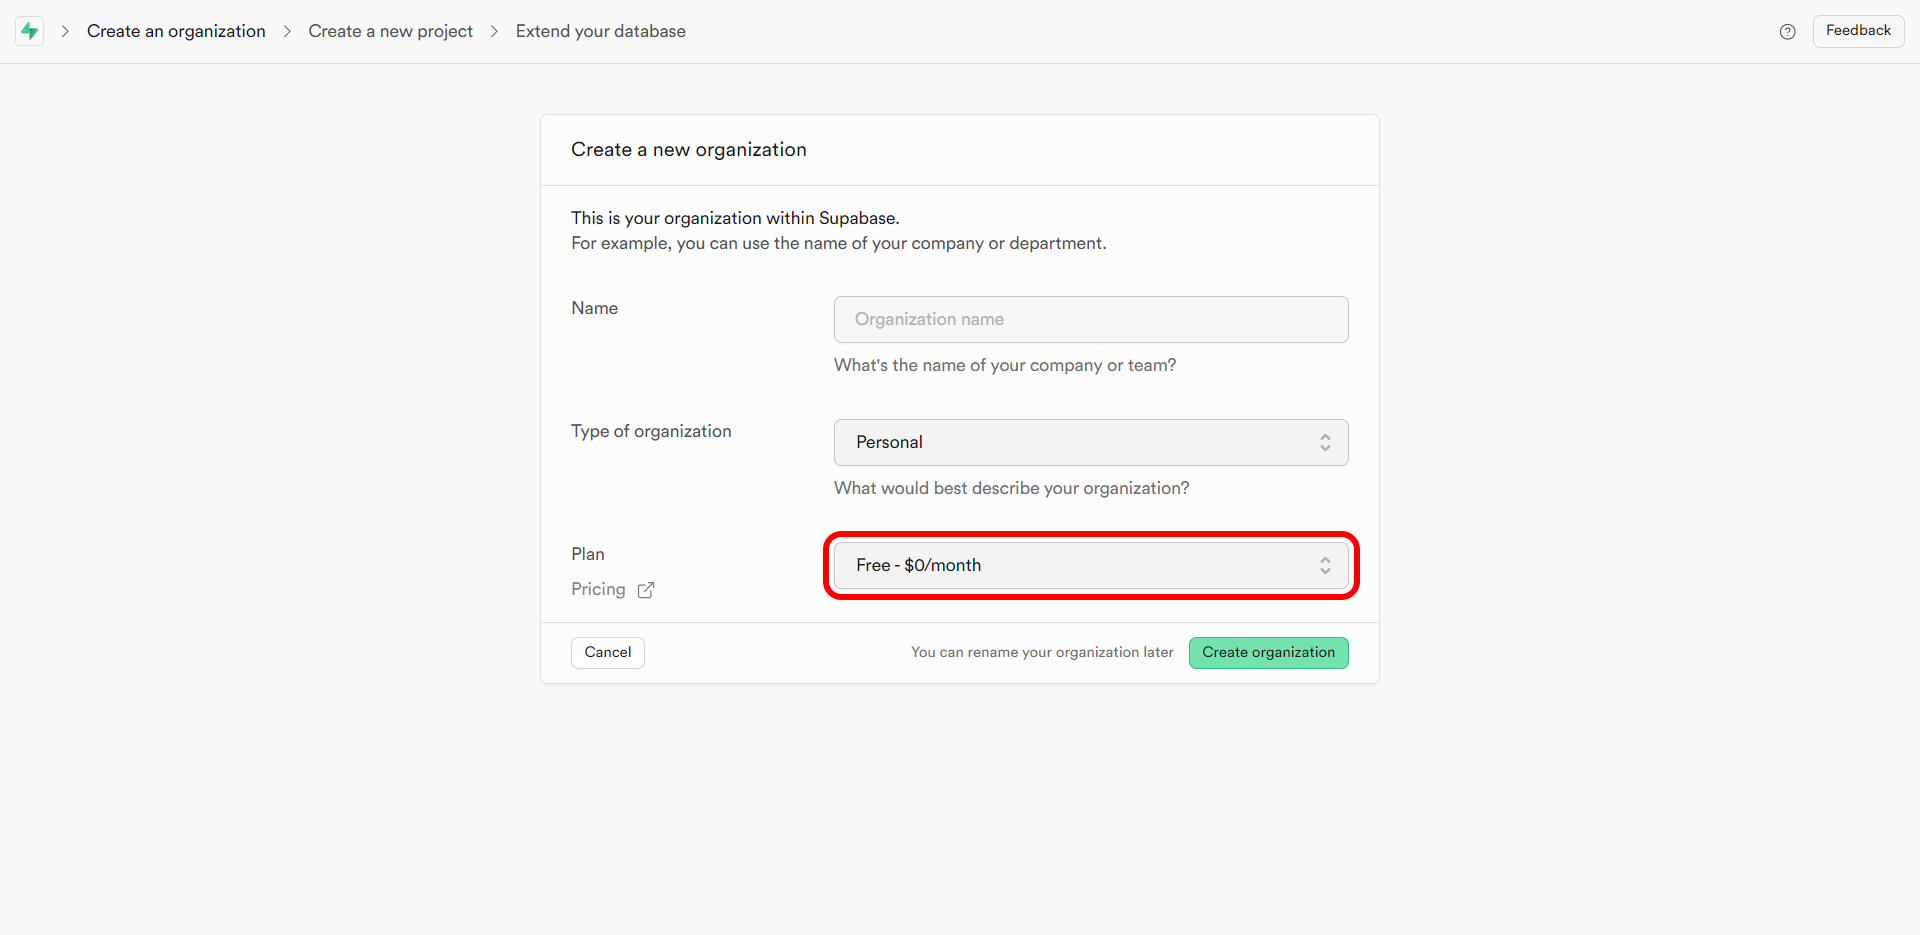 Create an organization
Create a new project
Extend your database
Feedback
Create a new organization
This is your organization within Supabase.
For example, you can use the name of your company or department.
Name
Organization name
What's the name of your company or team?
Type of organization
Personal
What would best describe your organization?
Plan
Free - $0/month
Pricing
Cancel
You can rename your organization later
Create organization